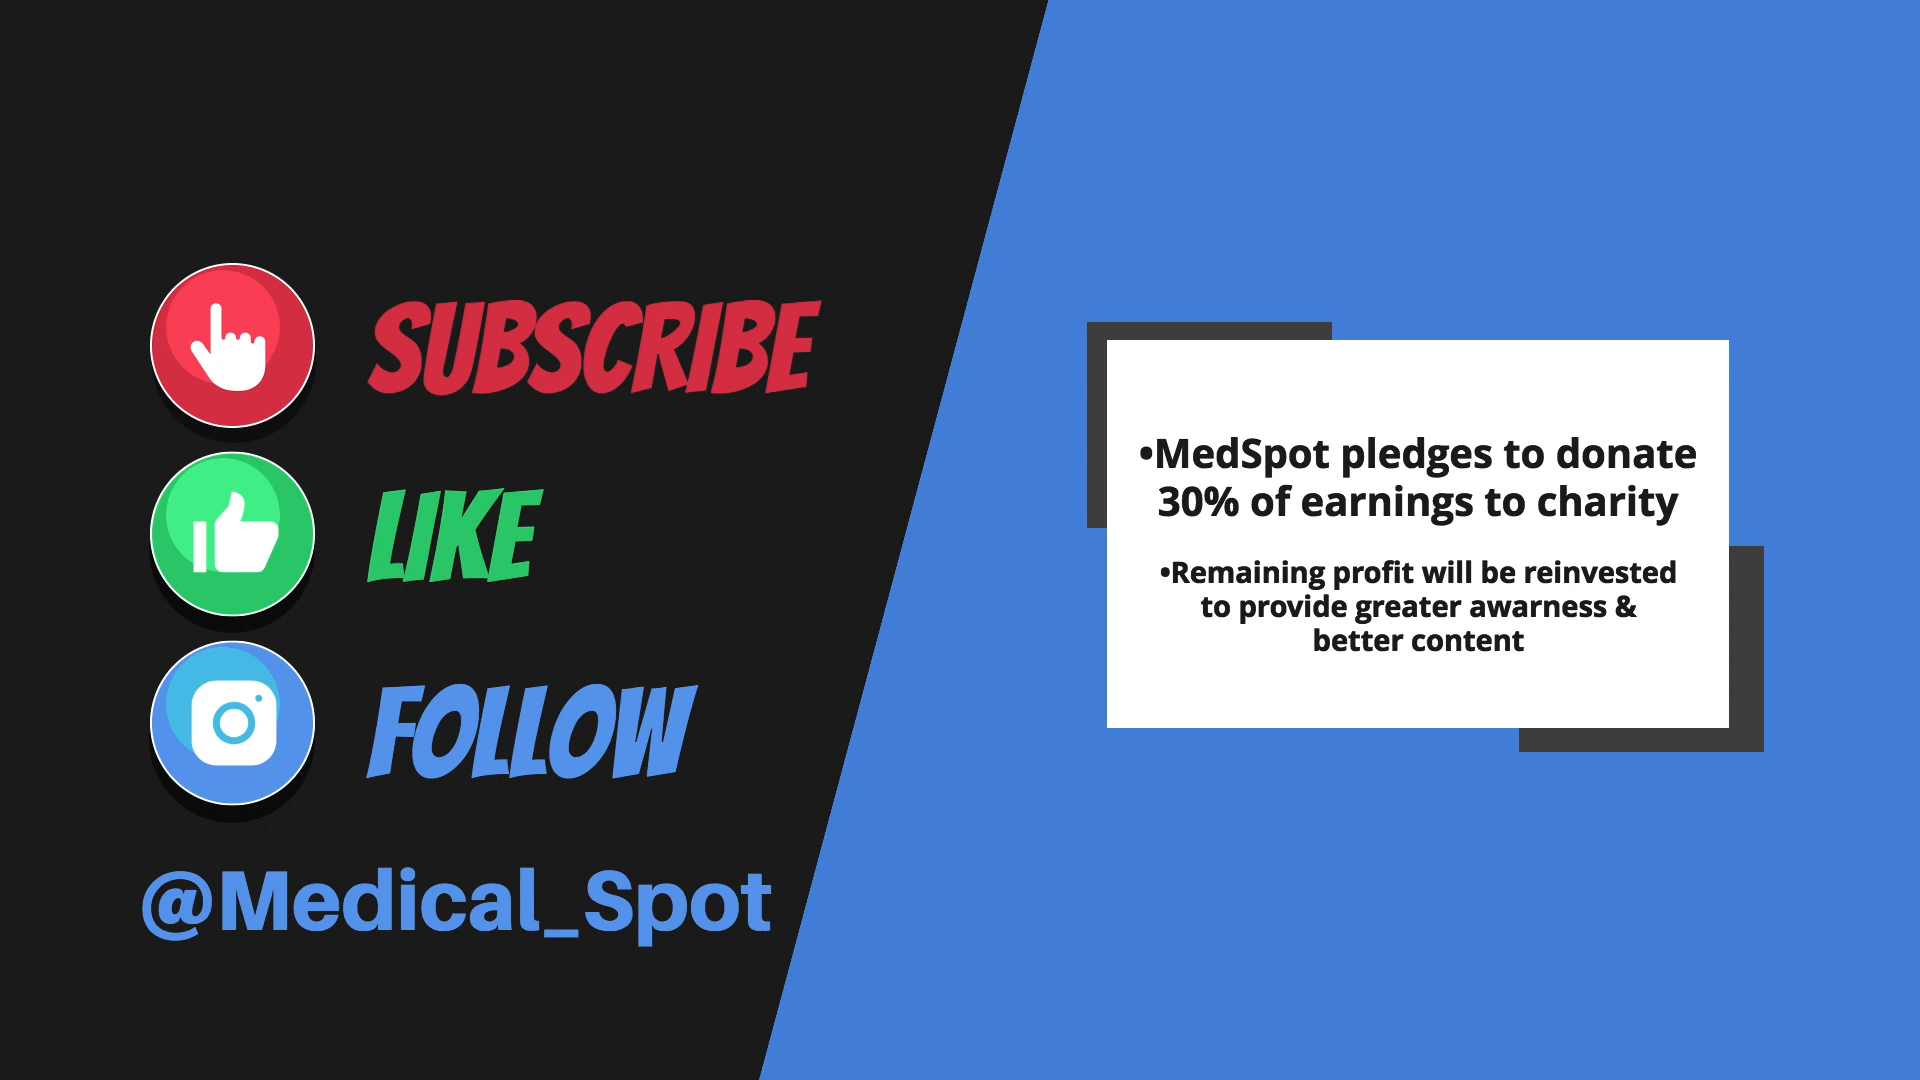 SUBSCRIBE
LIKE
FOLLOW
@Medical_Spot
•MedSpot pledges to donate
30% of earnings to charity
•Remaining profit will be reinvested
to provide greater awarness &
better content